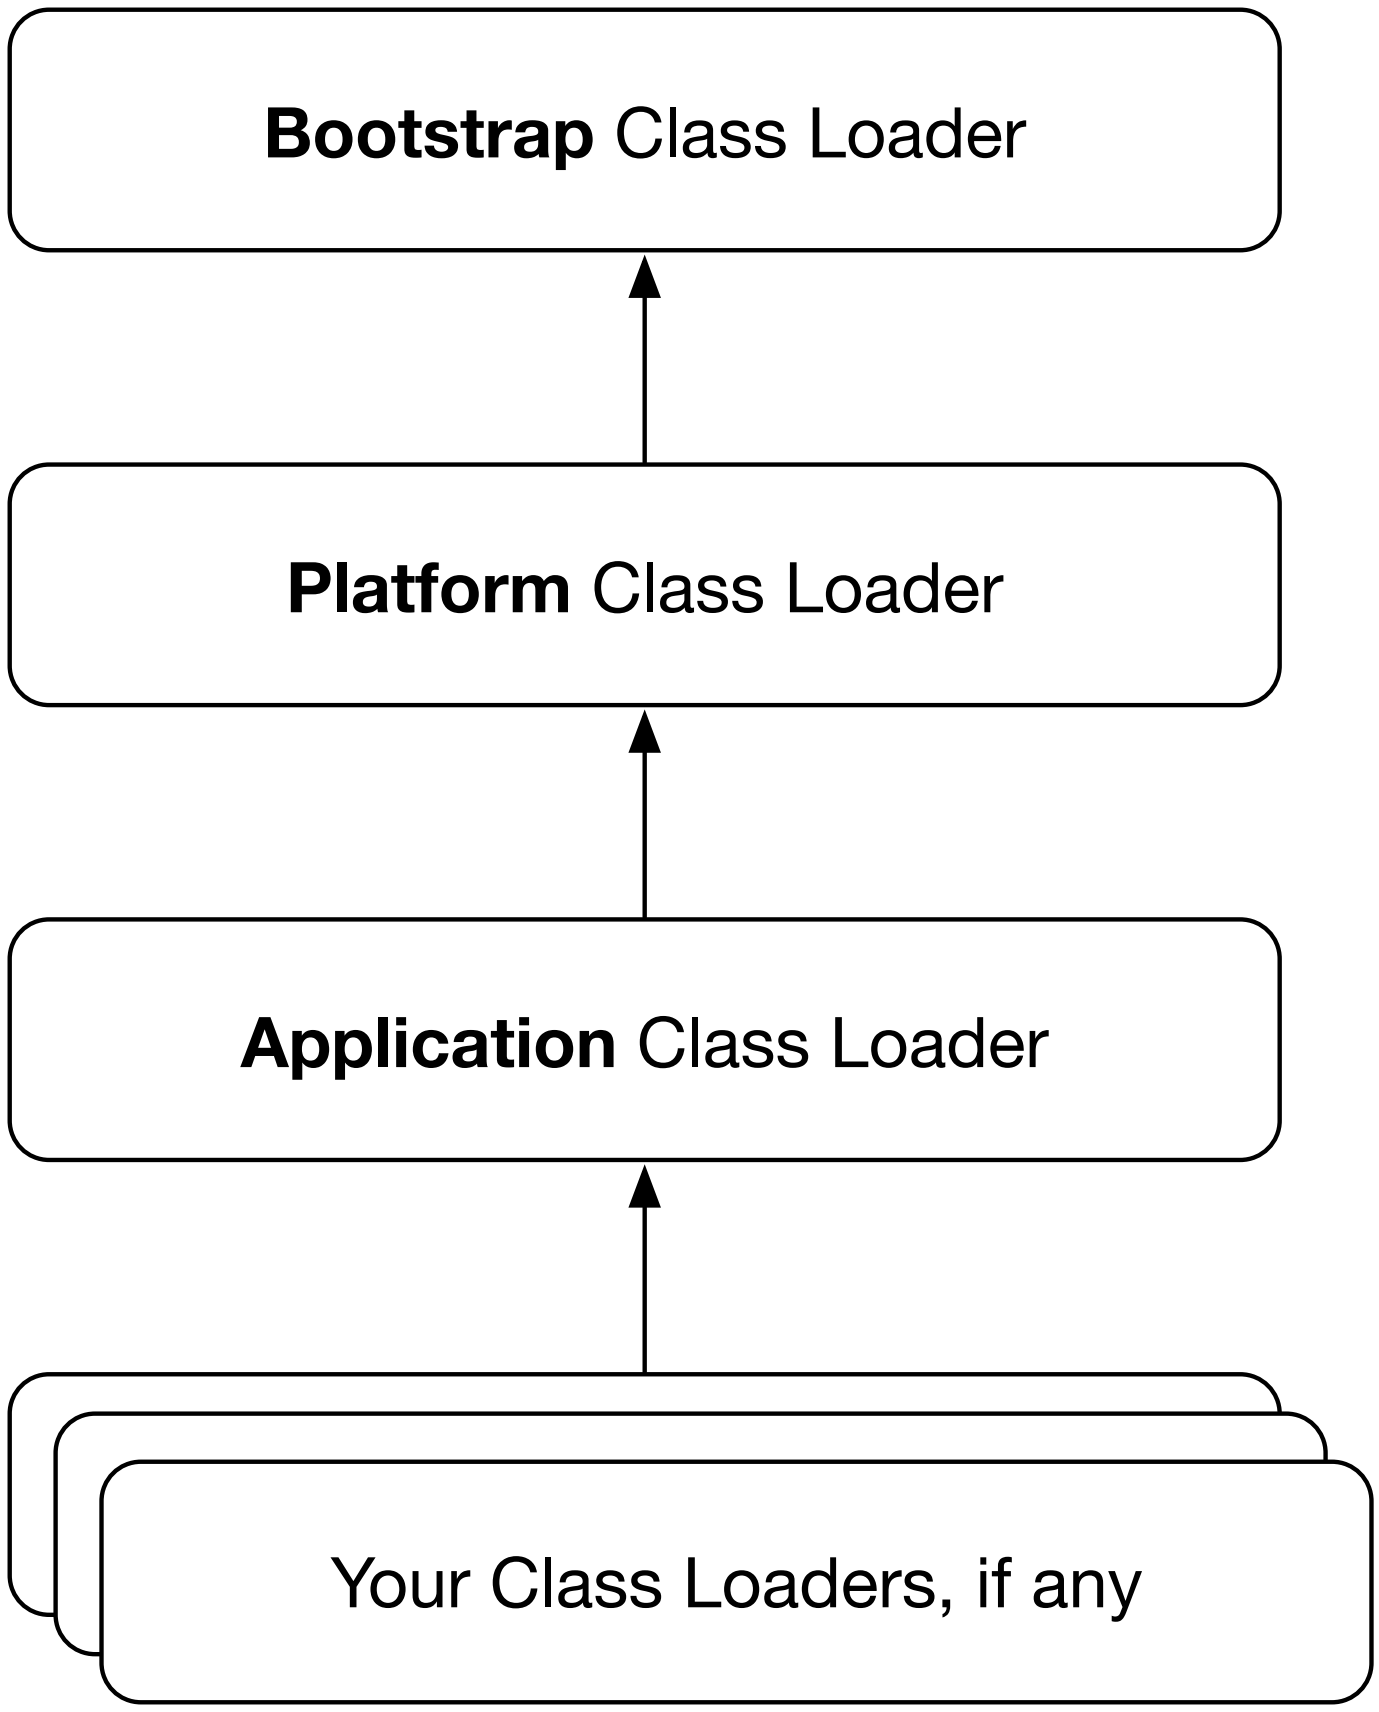 Bootstrap Class Loader
Platform Class Loader
Application Class Loader
Your Class Loaders, if any